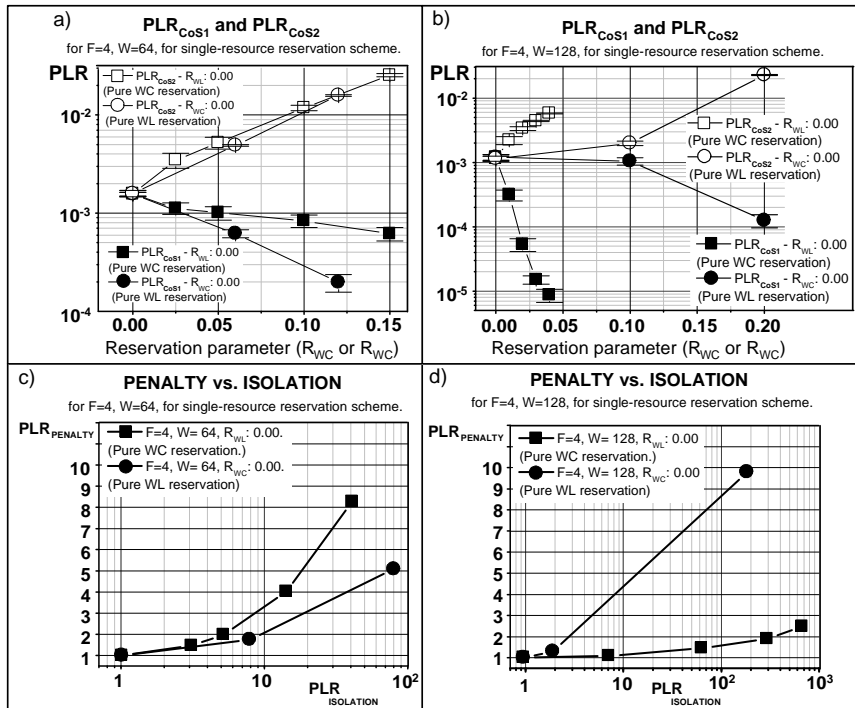 a)
PLR_CoS1 and PLR_CoS2
for F=4, W=64, for single-resource reservation scheme.
PLR
PLR_CoS2 - R_WL: 0.00
(Pure WC reservation)
PLR_CoS2 - R_WC: 0.00
(Pure WL reservation)
10^-2
10^-3
10^-4
PLR_CoS1 - R_WL: 0.00
(Pure WC reservation)
PLR_CoS1 - R_WC: 0.00
(Pure WL reservation)
0.00 0.05 0.10 0.15
Reservation parameter (R_WC or R_WC)
b)
PLR_CoS1 and PLR_CoS2
for F=4, W=128, for single-resource reservation scheme.
PLR
10^-2
10^-3
10^-4
10^-5
PLR_CoS2 - R_WL: 0.00
(Pure WC reservation)
PLR_CoS2 - R_WC: 0.00
(Pure WL reservation)
PLR_CoS1 - R_WL: 0.00
(Pure WC reservation)
PLR_CoS1 - R_WC: 0.00
(Pure WL reservation)
0.00 0.05 0.10 0.15 0.20
Reservation parameter (R_WC or R_WC)
c)
PENALTY vs. ISOLATION
for F=4, W=64, for single-resource reservation scheme.
PLR_PENALTY
F=4, W= 64, R_WL: 0.00.
(Pure WC reservation.)
F=4, W= 64, R_WC: 0.00.
(Pure WL reservation)
11
10
9
8
7
6
5
4
3
2
1
1 10 10^2
PLR_ISOLATION
d)
PENALTY vs. ISOLATION
for F=4, W=128, for single-resource reservation scheme.
PLR_PENALTY
F=4, W= 128, R_WL: 0.00
(Pure WC reservation.)
F=4, W= 128, R_WC: 0.00
(Pure WL reservation)
11
10
9
8
7
6
5
4
3
2
1
1 10 10^2 10^3
PLR_ISOLATION